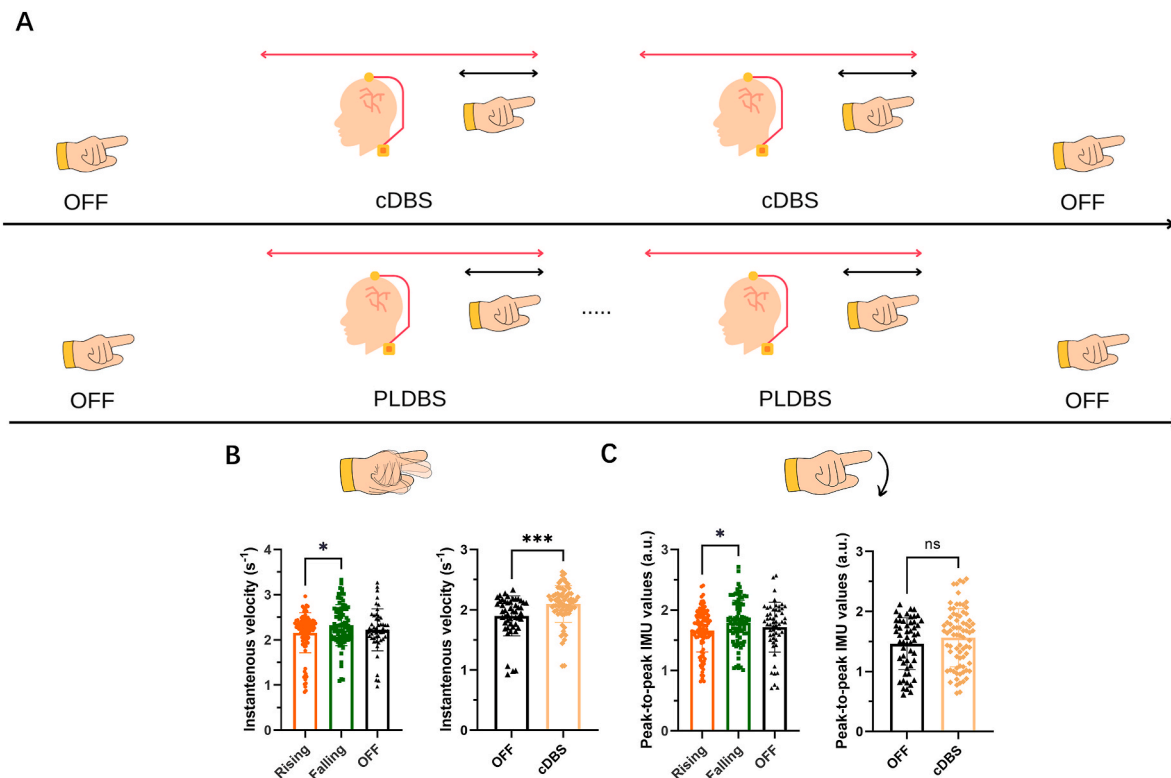 A
OFF
cDBS
cDBS
OFF
.....
OFF
PLDBS
PLDBS
OFF
B
C
*
***
*
ns
Instantenous velocity (s⁻¹)
4
3
2
1
0
Rising
Falling
OFF
Instantenous velocity (s⁻¹)
3
2
1
0
OFF
cDBS
Peak-to-peak IMU values (a.u.)
3
2
1
0
Rising
Falling
OFF
Peak-to-peak IMU values (a.u.)
3
2
1
0
OFF
cDBS